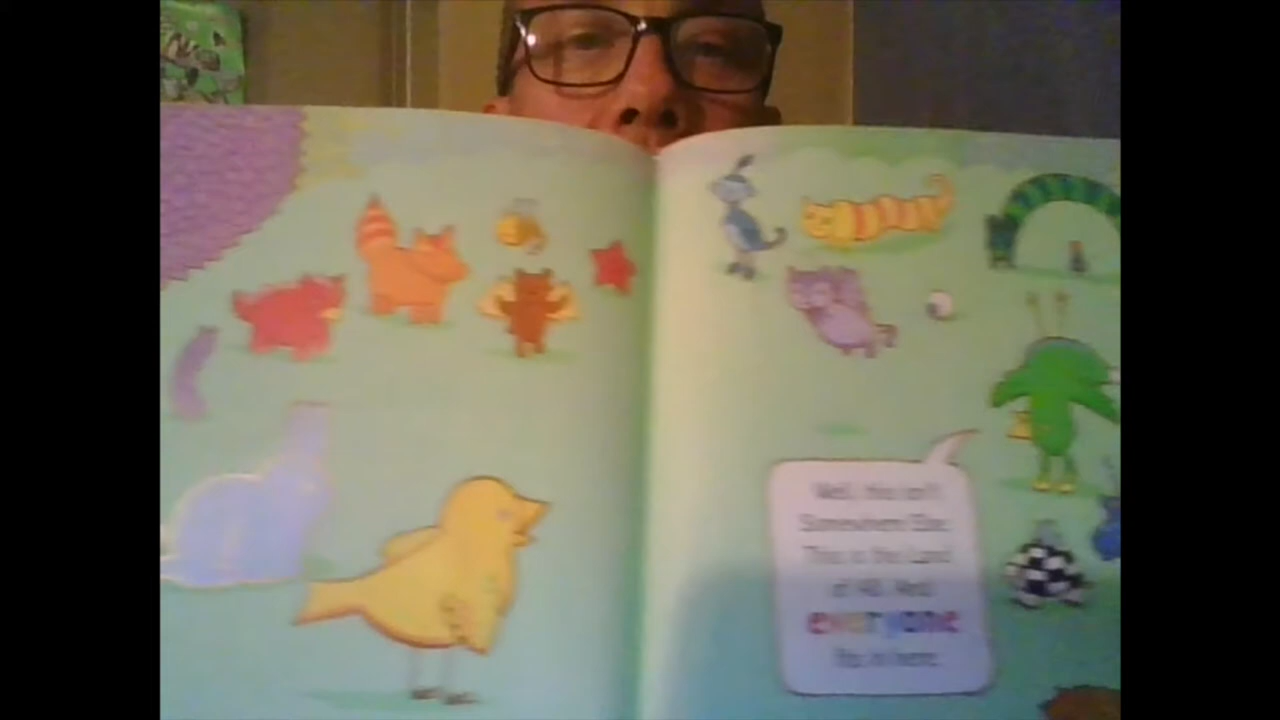 Well, this isn't
Somewhere Else.
This is the Land
of All. And
everyone
fits in here.